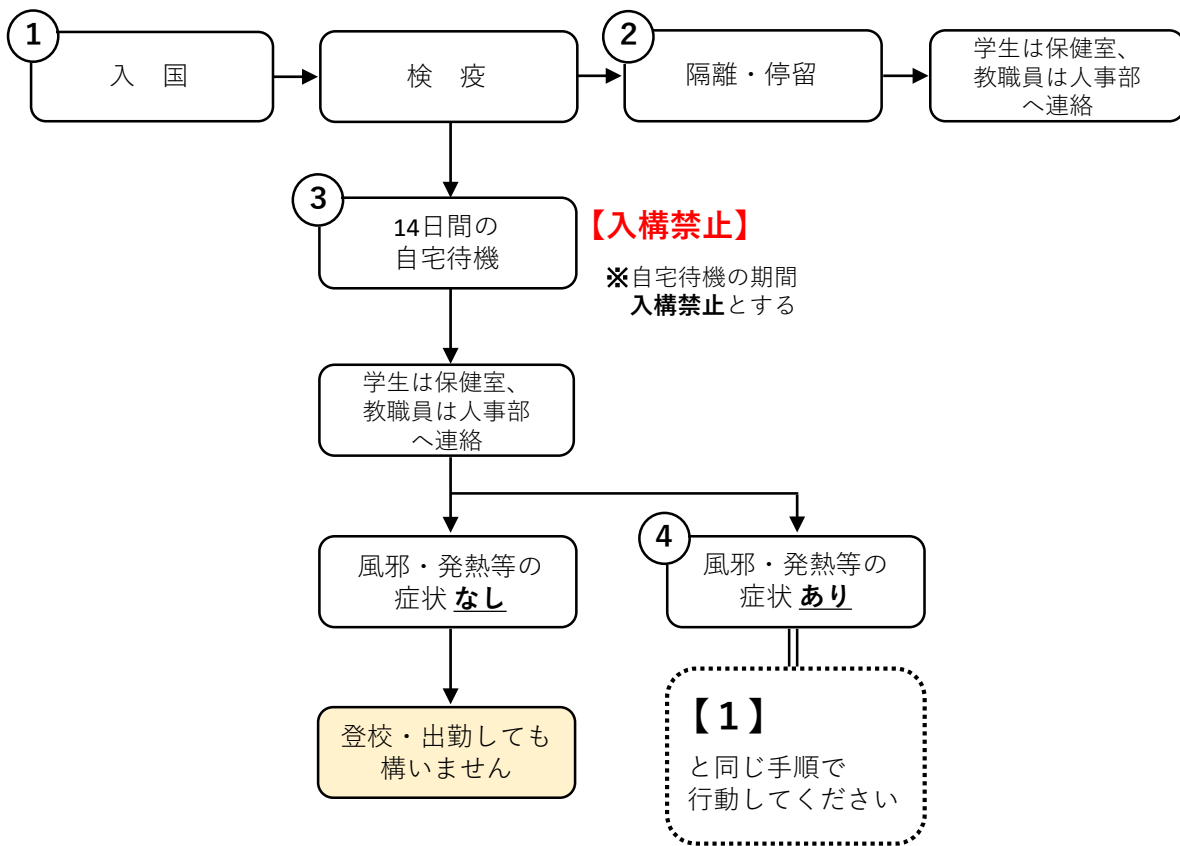 1
入　国
検　疫
2
隔離・停留
学生は保健室、
教職員は人事部
へ連絡
3
14日間の
自宅待機
【入構禁止】
※自宅待機の期間
入構禁止とする
学生は保健室、
教職員は人事部
へ連絡
風邪・発熱等の
症状 なし
4
風邪・発熱等の
症状 あり
登校・出勤しても
構いません
【１】
と同じ手順で
行動してください